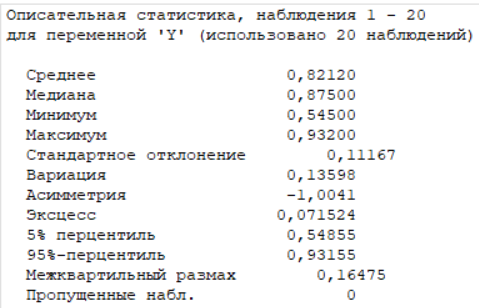 Описательная статистика, наблюдения 1 - 20
для переменной 'Y' (использовано 20 наблюдений)
Среднее 0,82120
Медиана 0,87500
Минимум 0,54500
Максимум 0,93200
Стандартное отклонение 0,11167
Вариация 0,13598
Асимметрия -1,0041
Эксцесс 0,071524
5% перцентиль 0,54855
95%-перцентиль 0,93155
Межквартильный размах 0,16475
Пропущенные набл. 0